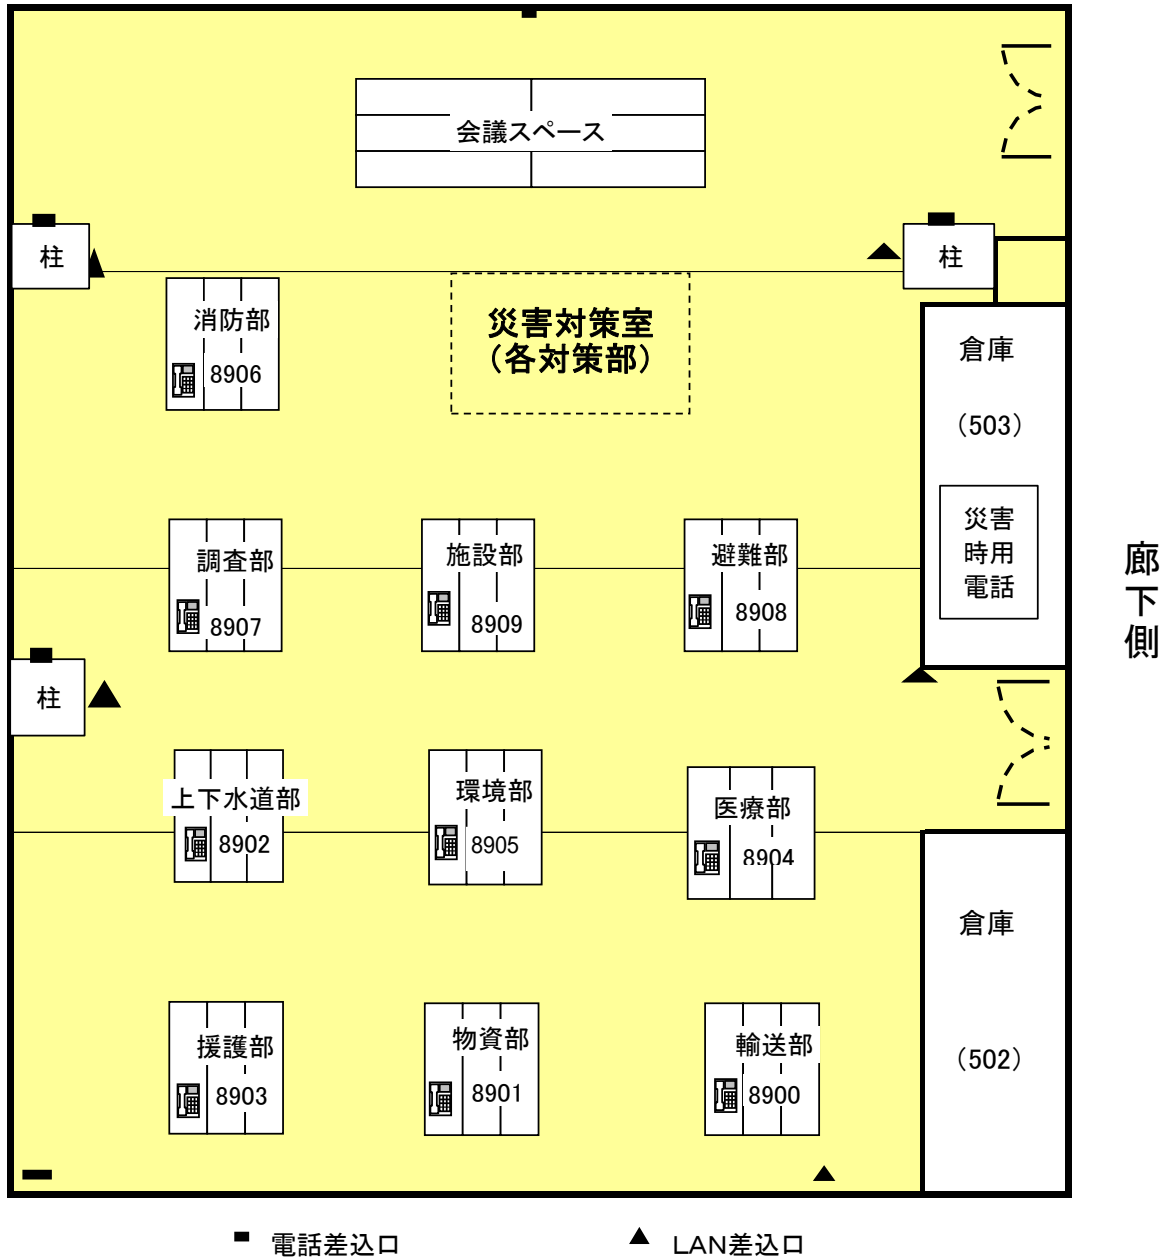 会議スペース
柱
柱
消防部
8906
災害対策室
（各対策部）
倉庫
（503）
災害
時用
電話
廊下側
調査部
8907
施設部
8909
避難部
8908
柱
上下水道部
8902
環境部
8905
医療部
8904
倉庫
（502）
援護部
8903
物資部
8901
輸送部
8900
電話差込口
LAN差込口